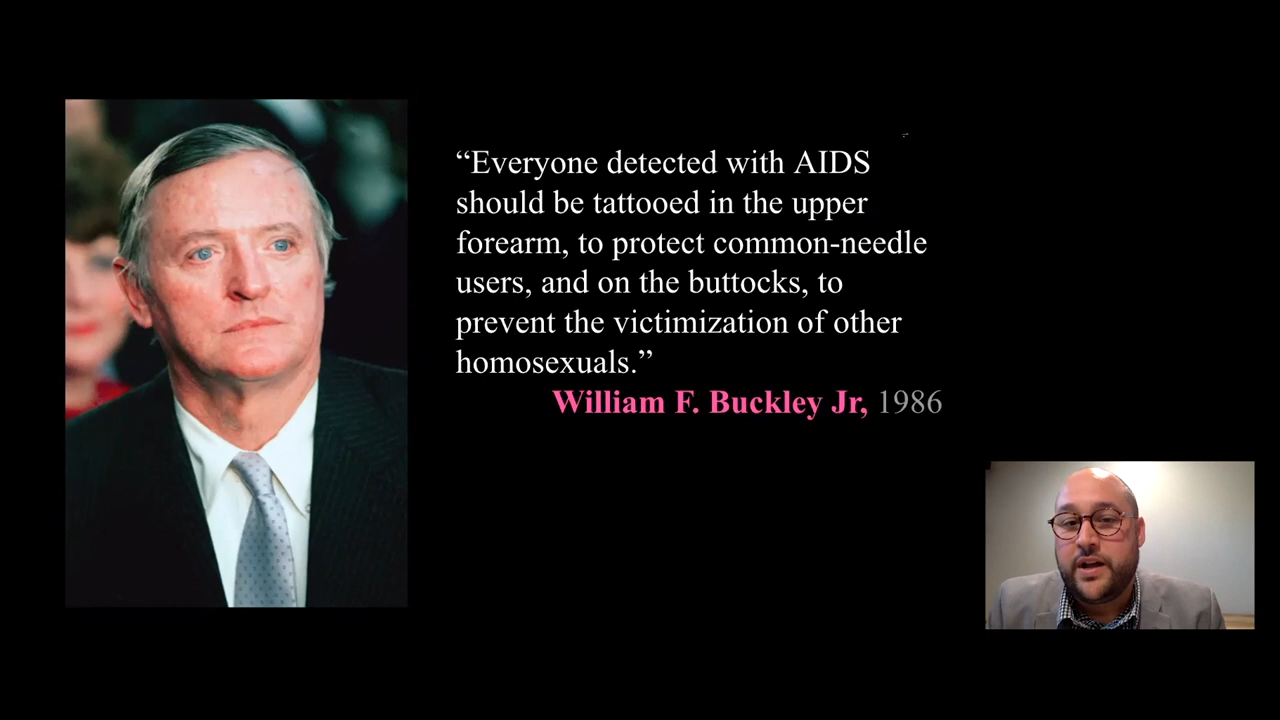 “Everyone detected with AIDS
should be tattooed in the upper
forearm, to protect common-needle
users, and on the buttocks, to
prevent the victimization of other
homosexuals.”
William F. Buckley Jr, 1986